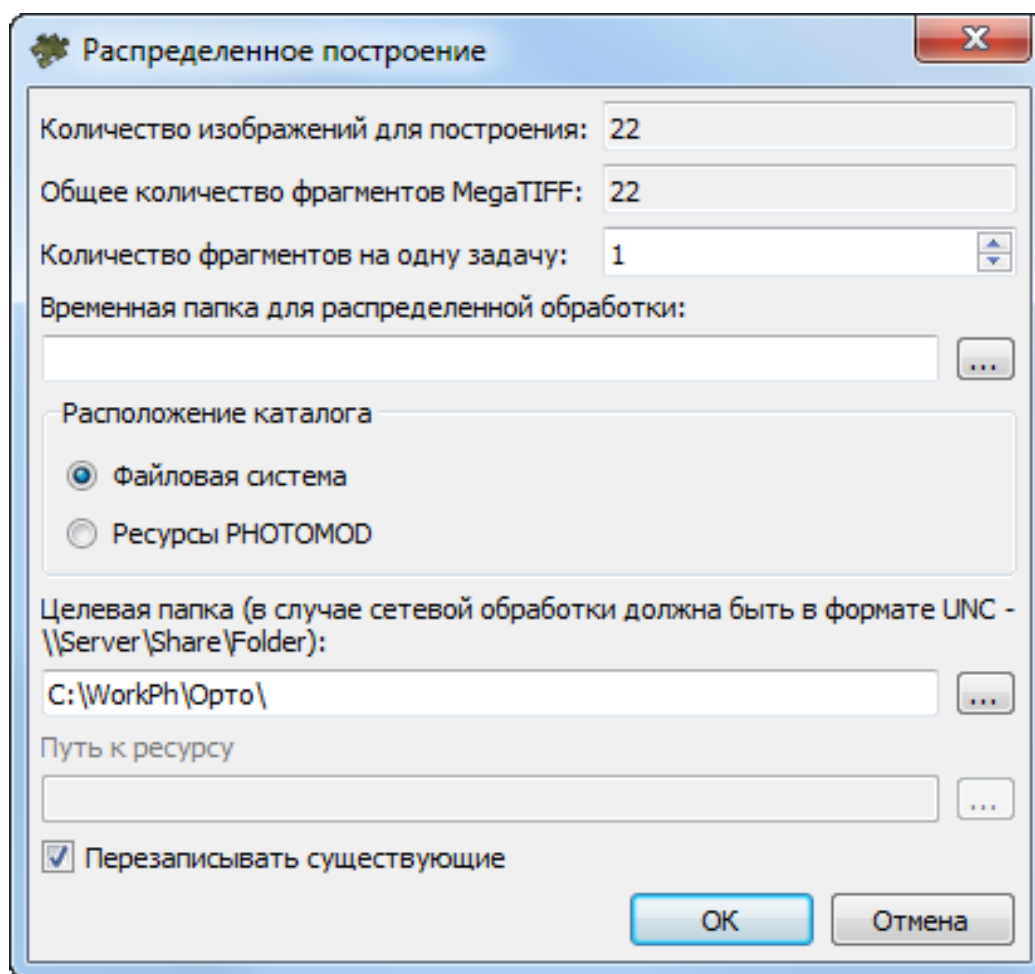 Распределенное построение
Количество изображений для построения: 22
Общее количество фрагментов MegaTIFF: 22
Количество фрагментов на одну задачу: 1
Временная папка для распределенной обработки:
...
Расположение каталога
Файловая система
Ресурсы PHOTOMOD
Целевая папка (в случае сетевой обработки должна быть в формате UNC -
\\Server\Share\Folder):
C:\WorkPh\Орто\ ...
Путь к ресурсу
...
Перезаписывать существующие
OK Отмена